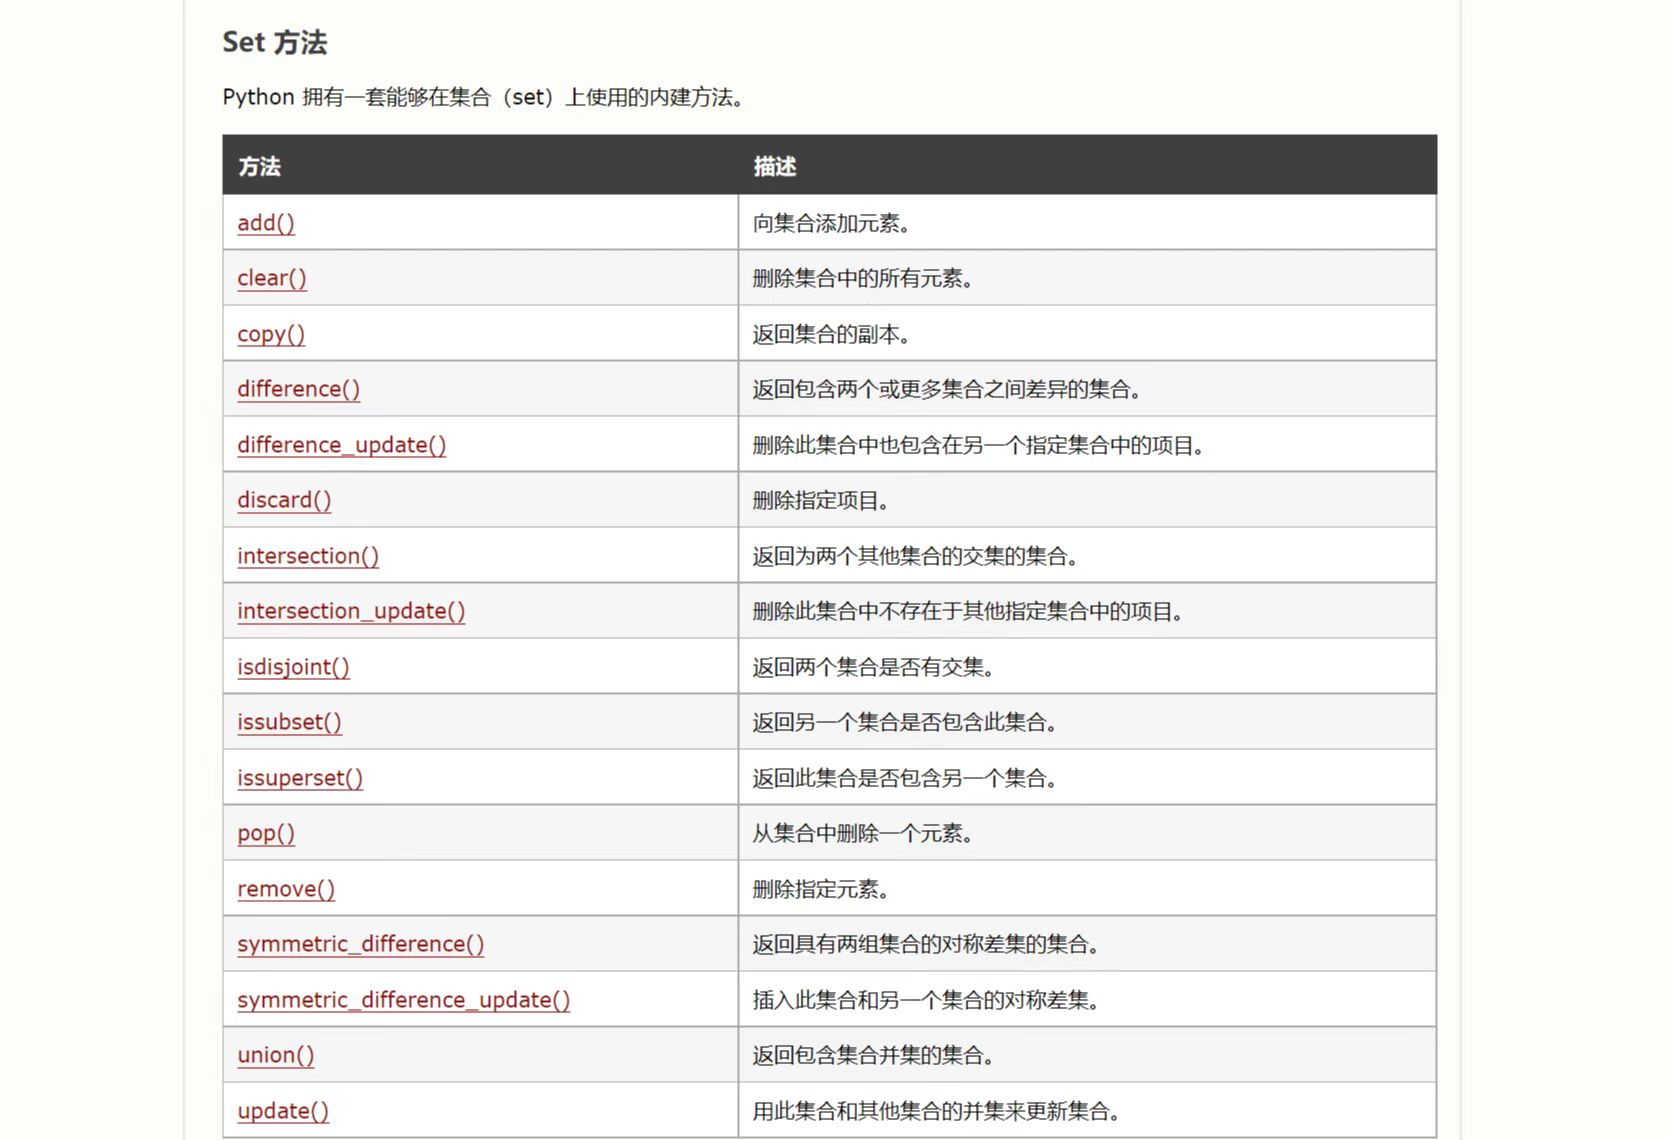 Set 方法
Python 拥有一套能够在集合（set）上使用的内建方法。
方法 描述
add() 向集合添加元素。
clear() 删除集合中的所有元素。
copy() 返回集合的副本。
difference() 返回包含两个或更多集合之间差异的集合。
difference_update() 删除此集合中也包含在另一个指定集合中的项目。
discard() 删除指定项目。
intersection() 返回为两个其他集合的交集的集合。
intersection_update() 删除此集合中不存在于其他指定集合中的项目。
isdisjoint() 返回两个集合是否有交集。
issubset() 返回另一个集合是否包含此集合。
issuperset() 返回此集合是否包含另一个集合。
pop() 从集合中删除一个元素。
remove() 删除指定元素。
symmetric_difference() 返回具有两组集合的对称差集的集合。
symmetric_difference_update() 插入此集合和另一个集合的对称差集。
union() 返回包含集合并集的集合。
update() 用此集合和其他集合的并集来更新集合。